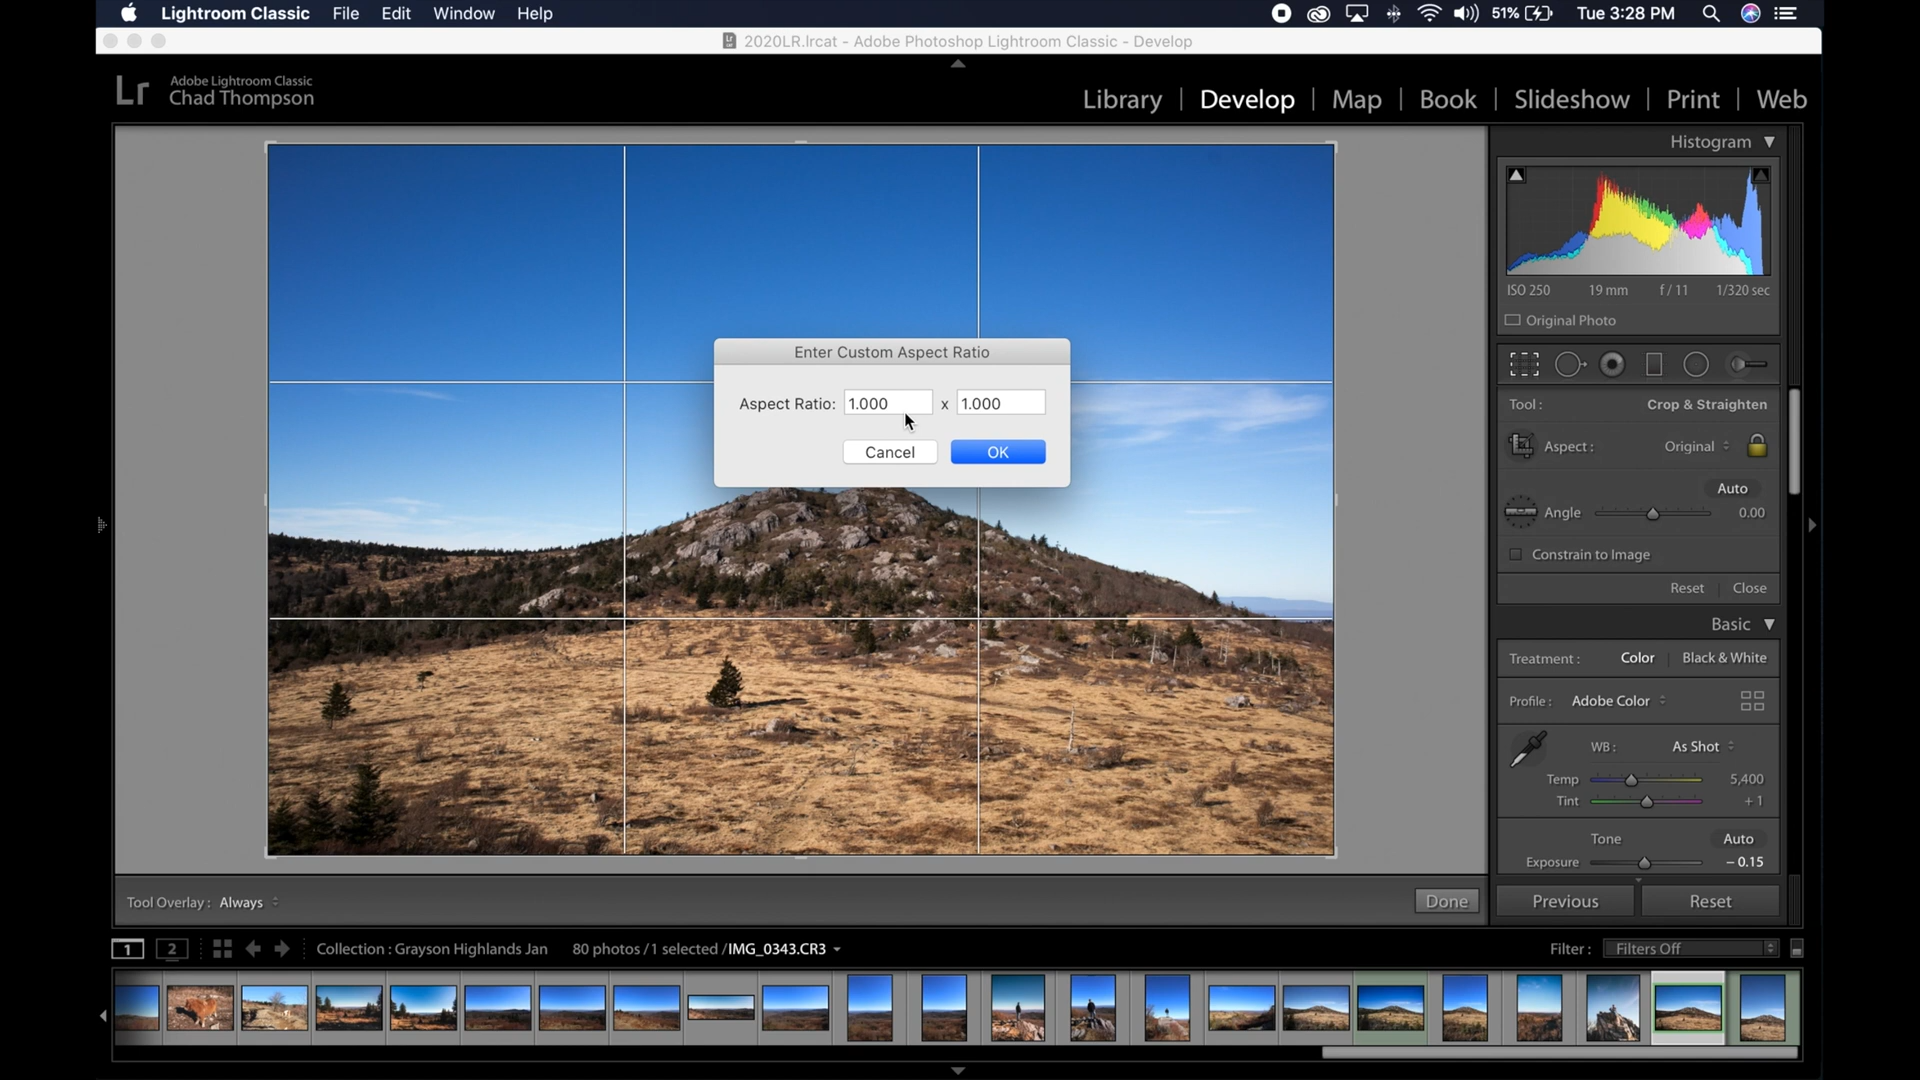 Lightroom Classic File Edit Window Help
51% Tue 3:28 PM
Lr 2020LR.lrcat - Adobe Photoshop Lightroom Classic - Develop
Lr Adobe Lightroom Classic
Chad Thompson
Library | Develop | Map | Book | Slideshow | Print | Web
Histogram
ISO 250 19 mm f / 11 1/320 sec
Original Photo
Enter Custom Aspect Ratio
Aspect Ratio: 1.000 x 1.000
Cancel OK
Tool : Crop & Straighten
Aspect : Original
Auto
Angle 0.00
Constrain to Image
Reset Close
Basic
Treatment : Color Black & White
Profile : Adobe Color
WB : As Shot
Temp 5,400
Tint + 1
Tone Auto
Exposure – 0.15
Tool Overlay : Always Done
Previous Reset
1 2 Collection : Grayson Highlands Jan 80 photos / 1 selected / IMG_0343.CR3 Filter : Filters Off